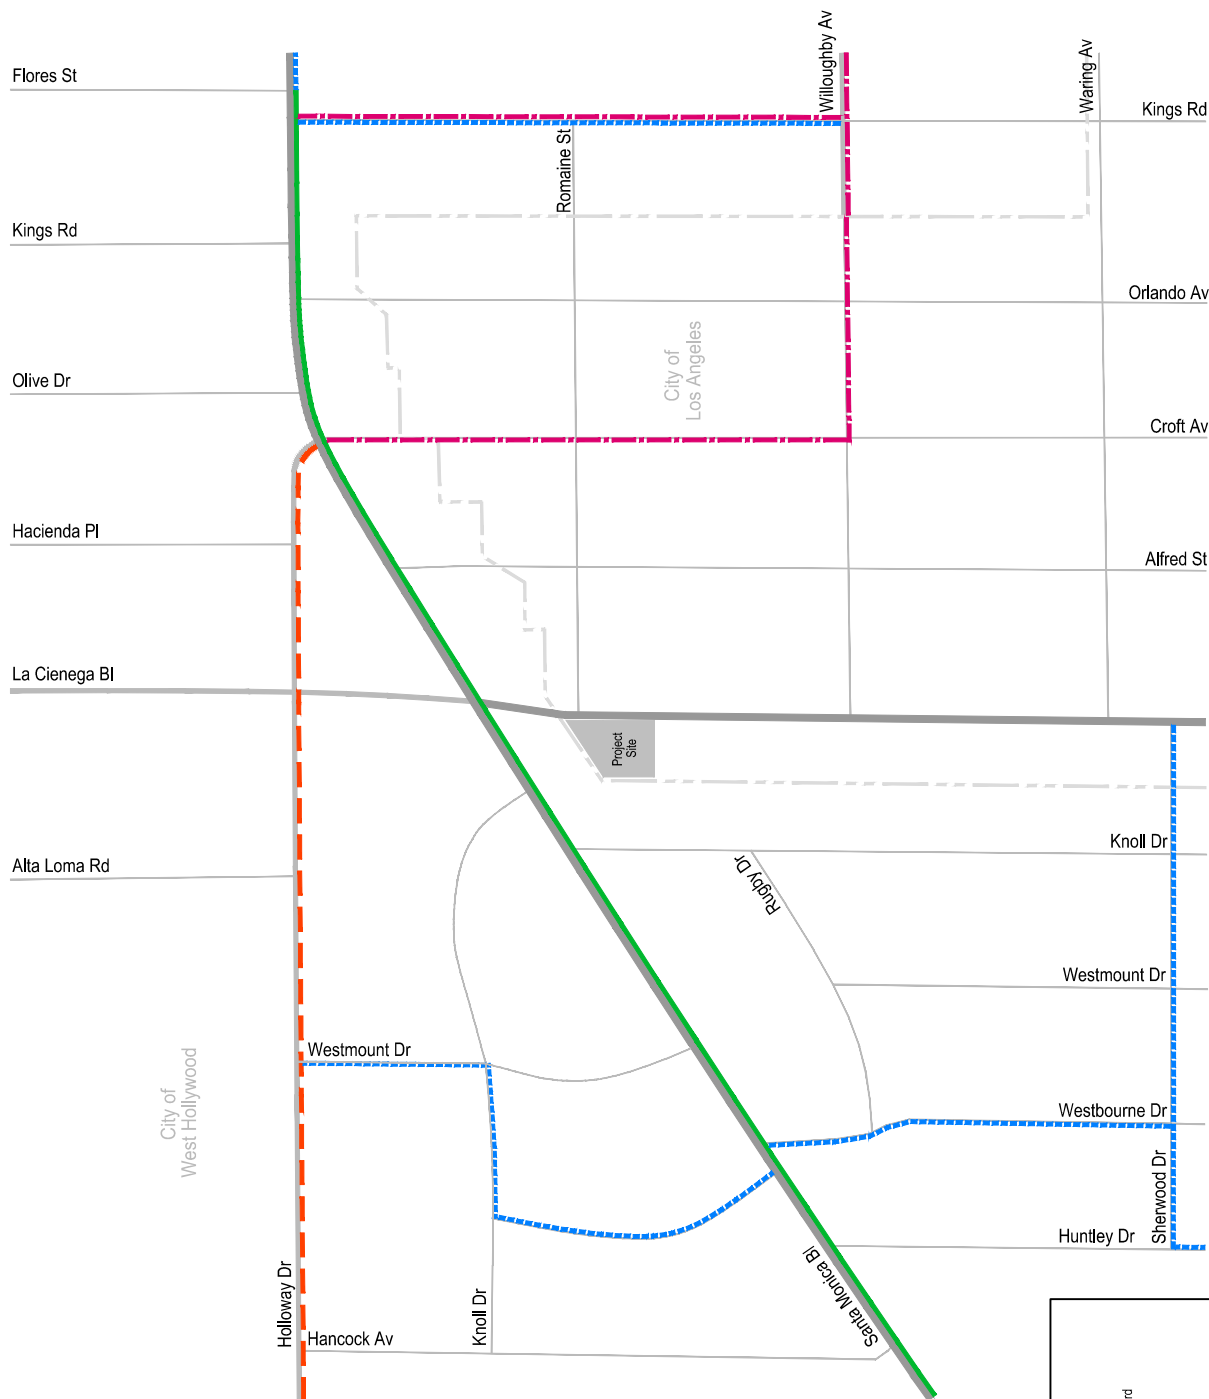 Flores St
Willoughby Av
Waring Av
Kings Rd
Romaine St
Kings Rd
Orlando Av
City of
Los Angeles
Olive Dr
Croft Av
Hacienda Pl
Alfred St
La Cienega Bl
Project
Site
Knoll Dr
Alta Loma Rd
Rugby Dr
Westmount Dr
Westmount Dr
City of
West Hollywood
Westbourne Dr
Sherwood Dr
Huntley Dr
Santa Monica Bl
Holloway Dr
Knoll Dr
Hancock Av
rd